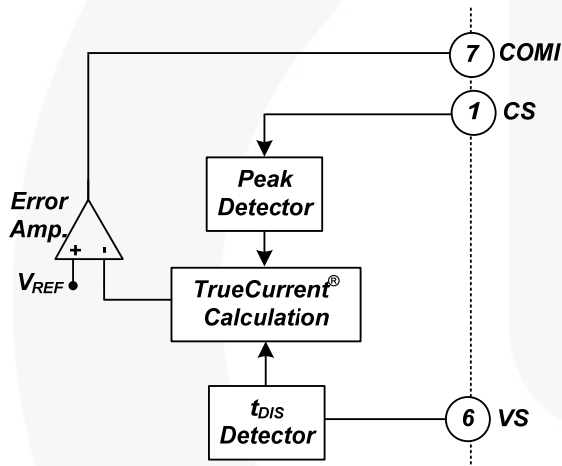 7 COMI
1 CS
Peak
Detector
Error
Amp.
+ -
VREF
TrueCurrent®
Calculation
tDIS
Detector
6 VS